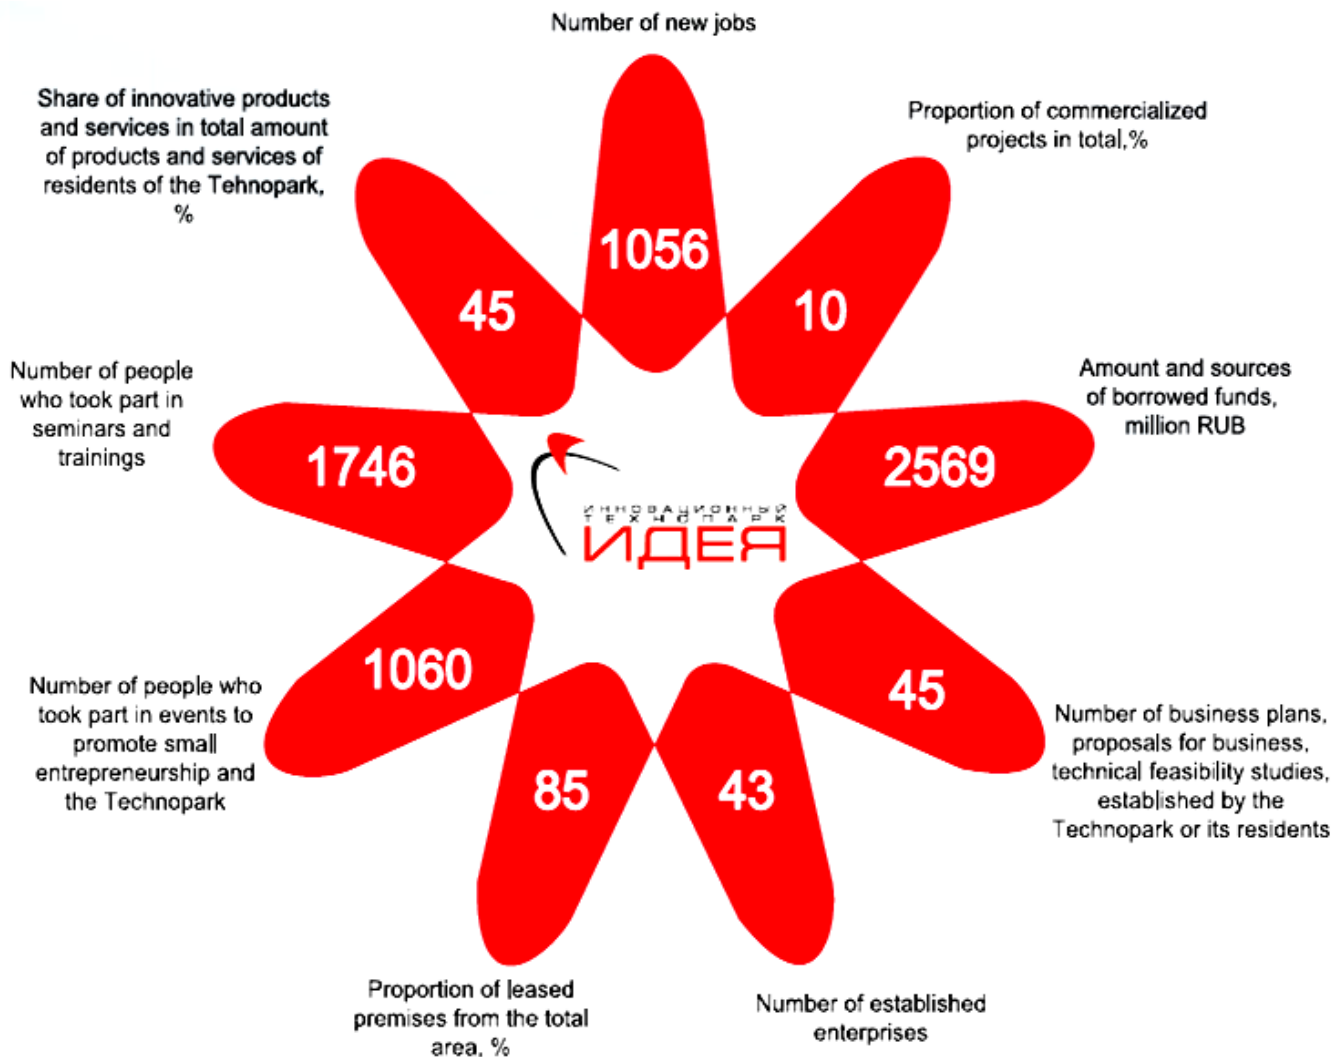 Number of new jobs
1056
Proportion of commercialized
projects in total,%
10
Amount and sources
of borrowed funds,
million RUB
2569
Number of business plans,
proposals for business,
technical feasibility studies,
established by the
Technopark or its residents
45
Number of established
enterprises
43
Proportion of leased
premises from the total
area, %
85
Number of people who
took part in events to
promote small
entrepreneurship and
the Technopark
1060
Number of people
who took part in
seminars and
trainings
1746
Share of innovative products
and services in total amount
of products and services of
residents of the Tehnopark,
%
45
ИННОВАЦИОННЫЙ
ТЕХНОПАРК
ИДЕЯ